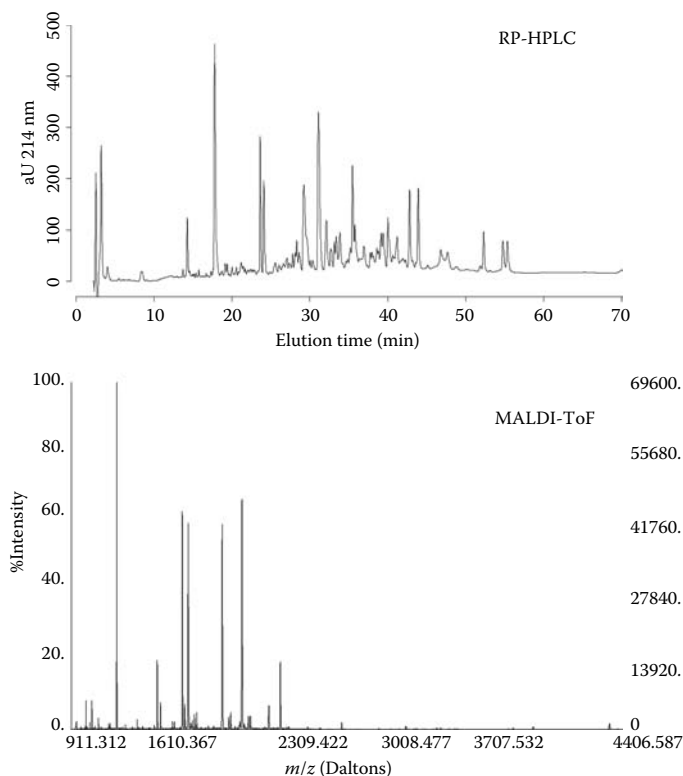 RP-HPLC
aU 214 nm
500
400
300
200
100
0
0 10 20 30 40 50 60 70
Elution time (min)
MALDI-ToF
%Intensity
100. 69600.
80. 55680.
60. 41760.
40. 27840.
20. 13920.
0. 0
911.312 1610.367 2309.422 3008.477 3707.532 4406.587
m/z (Daltons)